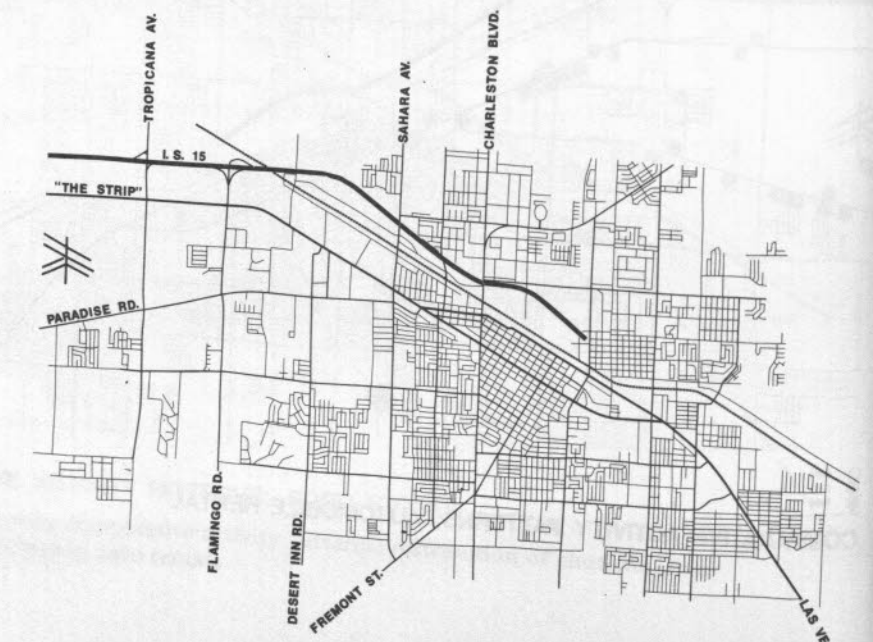 TROPICANA AV.
SAHARA AV.
CHARLESTON BLVD.
I. S. 15
"THE STRIP"
PARADISE RD.
FLAMINGO RD.
DESERT INN RD.
FREMONT ST.
LAS VE